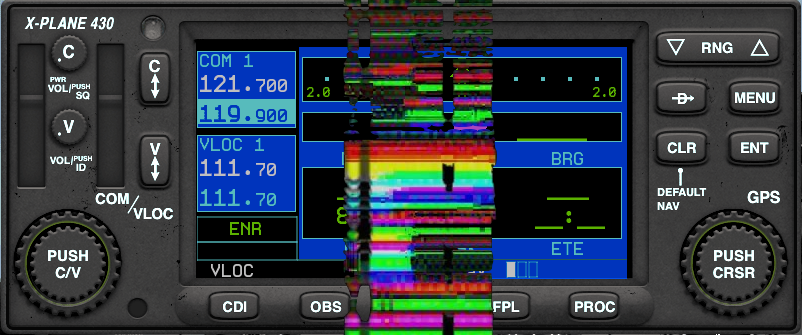 X-PLANE 430
.C
PWR
VOL/PUSH SQ
C
.V
VOL/PUSH ID
V
COM/VLOC
PUSH
C/V
COM 1
121.700
119.900
VLOC 1
111.70
111.70
ENR
VLOC
2.0
2.0
BRG
__:__
ETE
CDI
OBS
FPL
PROC
RNG
D
MENU
CLR
ENT
DEFAULT
NAV
GPS
PUSH
CRSR